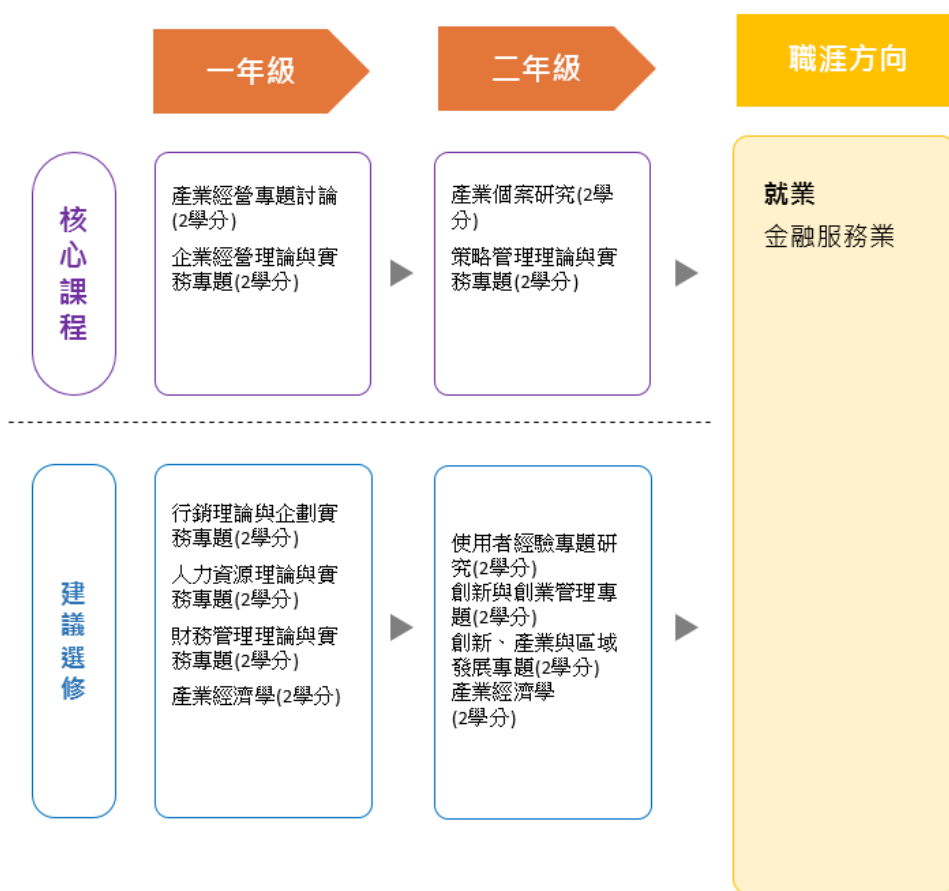 一年級
二年級
職涯方向
核
心
課
程
產業經營專題討論
(2學分)
企業經營理論與實
務專題(2學分)
產業個案研究(2學
分)
策略管理理論與實
務專題(2學分)
就業
金融服務業
建
議
選
修
行銷理論與企劃實
務專題(2學分)
人力資源理論與實
務專題(2學分)
財務管理理論與實
務專題(2學分)
產業經濟學(2學分)
使用者經驗專題研
究(2學分)
創新與創業管理專
題(2學分)
創新、產業與區域
發展專題(2學分)
產業經濟學
(2學分)